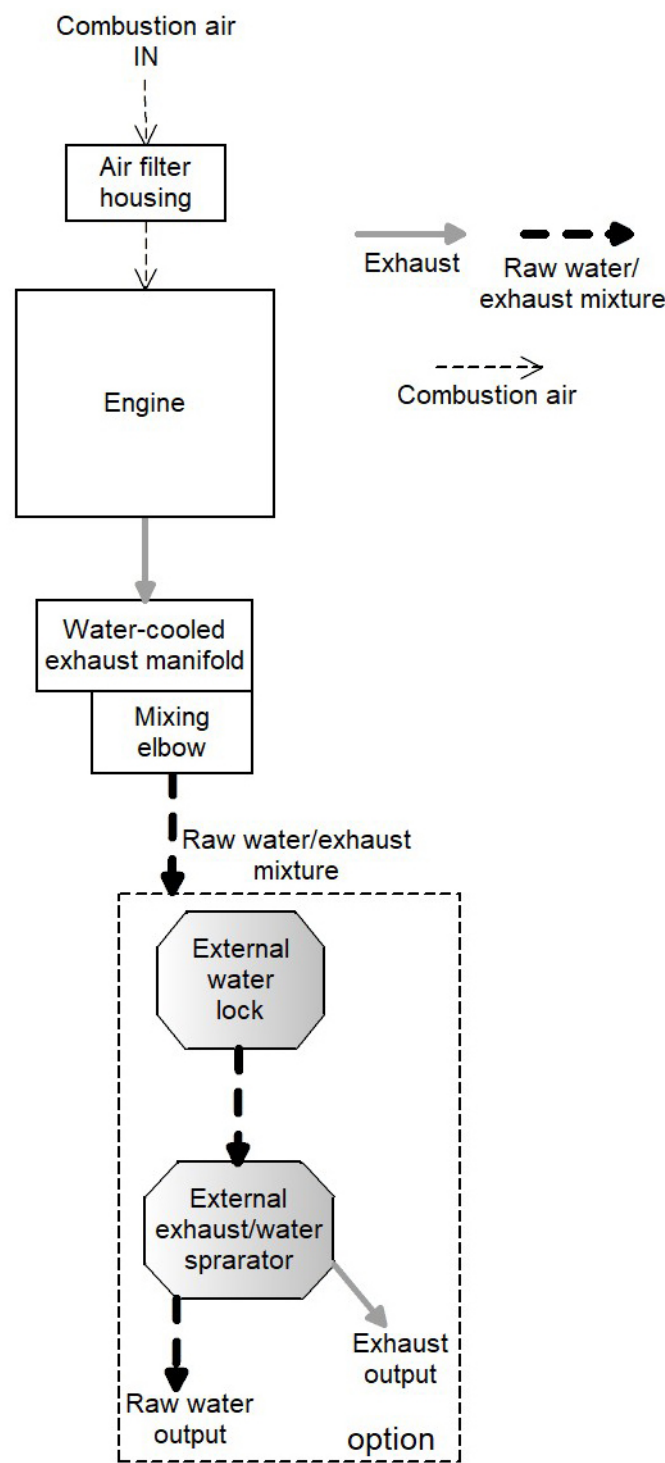 Combustion air
IN
Air filter
housing
Exhaust
Raw water/
exhaust mixture
Engine
Combustion air
Water-cooled
exhaust manifold
Mixing
elbow
Raw water/exhaust
mixture
External
water
lock
External
exhaust/water
sprarator
Exhaust
output
Raw water
output
option